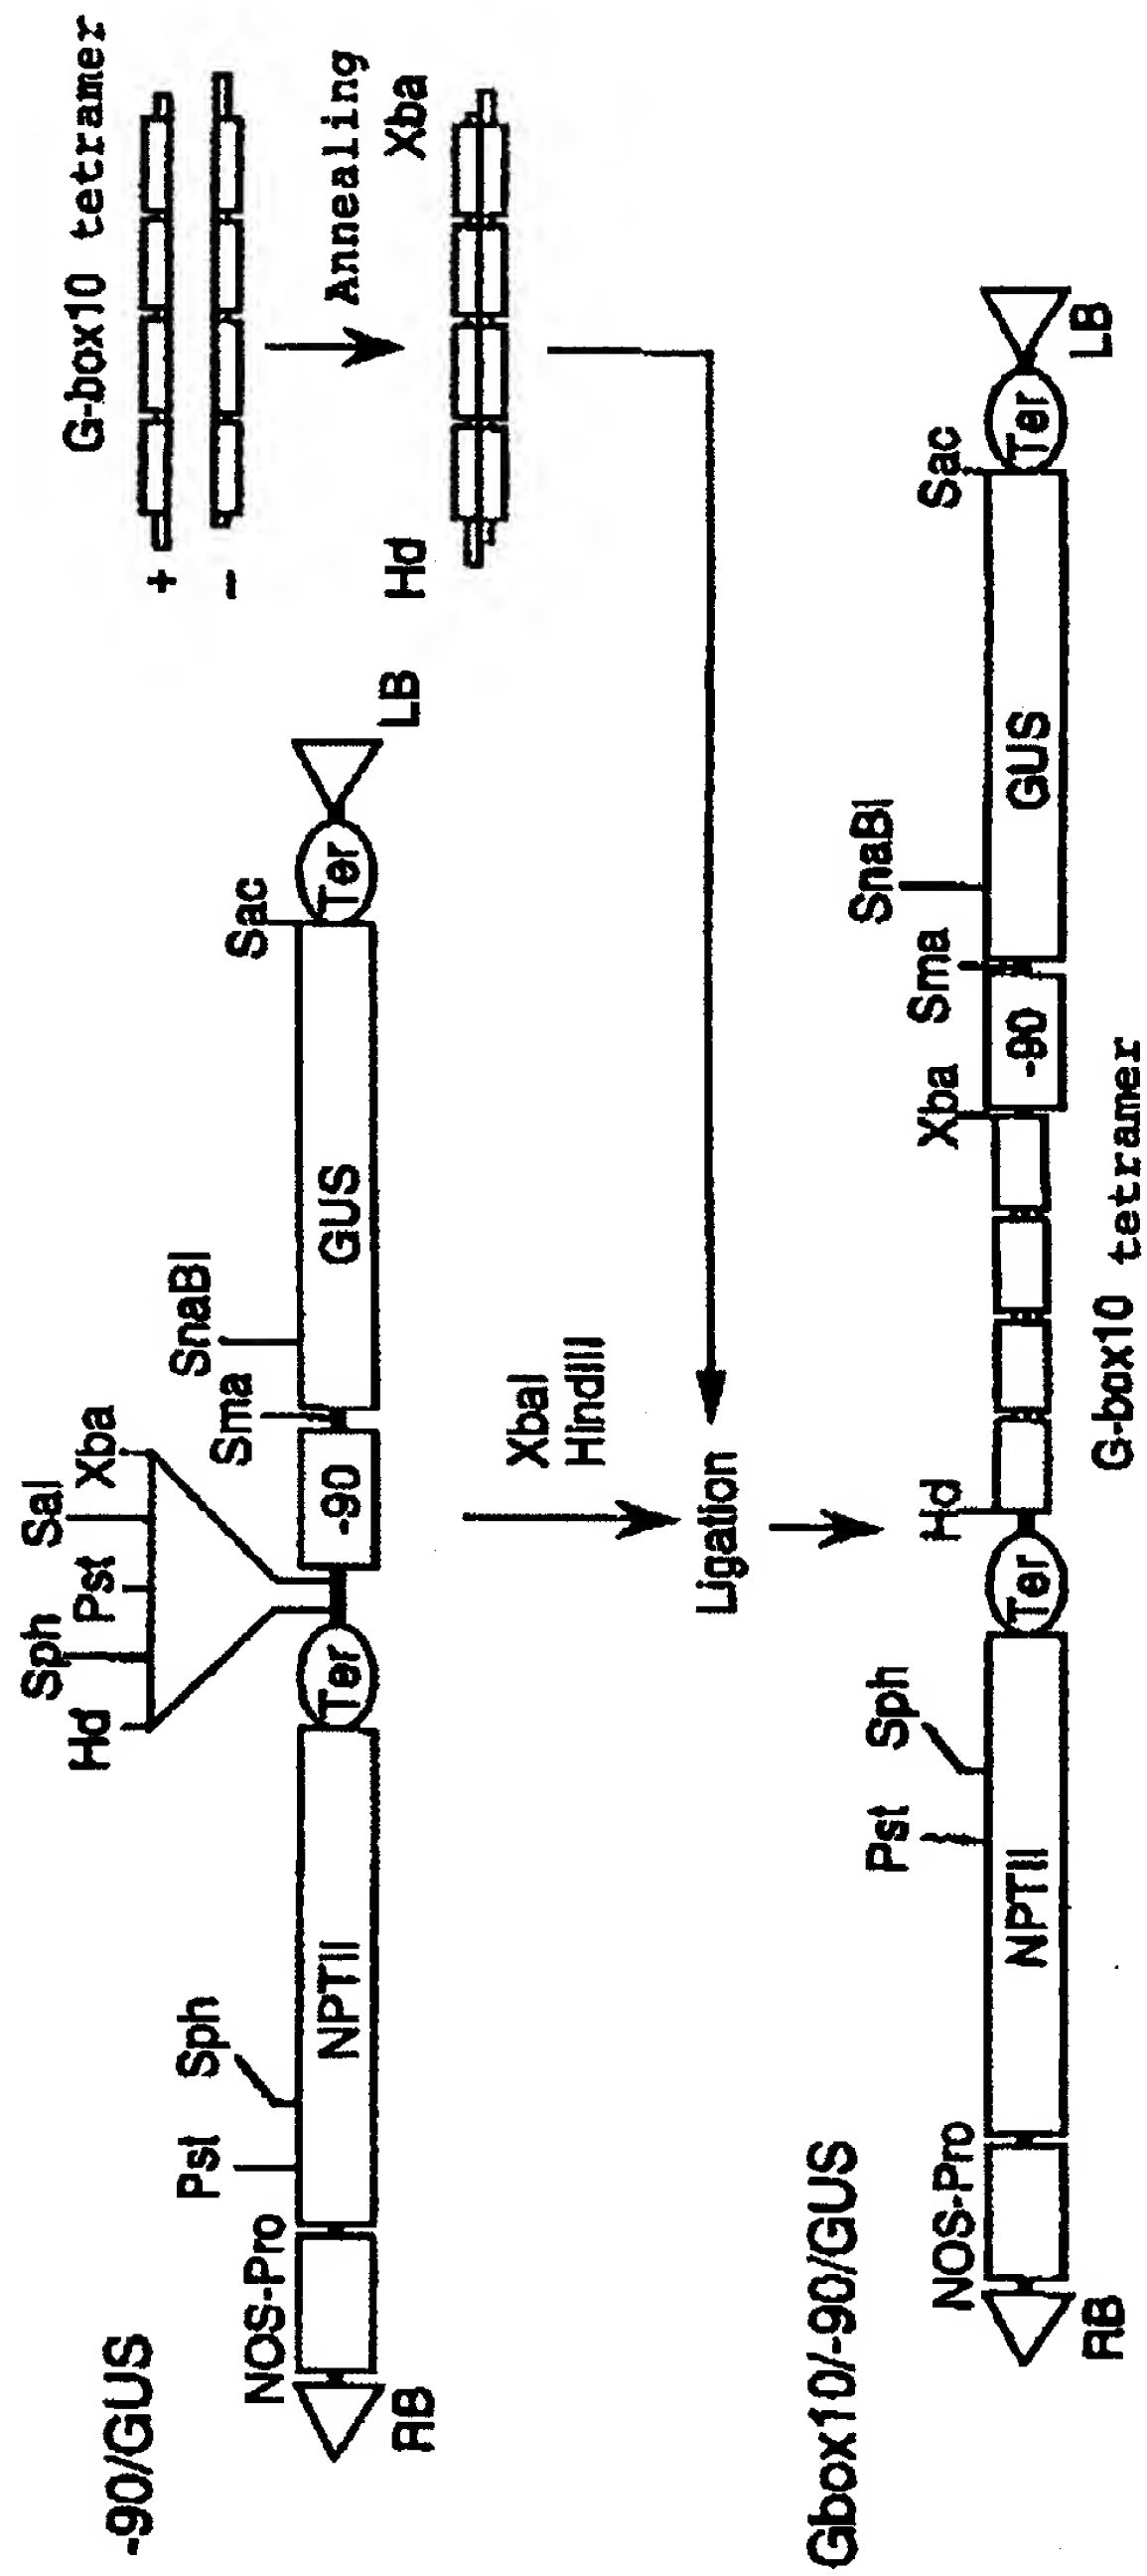 -90/GUS
Hd
Sph
Pst
Sal
Xba
Pst
Sph
Sma
SnaBI
Sac
NOS-Pro
NPTII
Ter
-90
GUS
Ter
RB
LB
G-box10 tetramer
+
-
Annealing
Hd
Xba
XbaI
HindIII
Ligation
Gbox10/-90/GUS
Pst
Sph
Hd
Xba
Sma
SnaBI
Sac
NOS-Pro
NPTII
Ter
-90
GUS
Ter
RB
LB
G-box10 tetramer